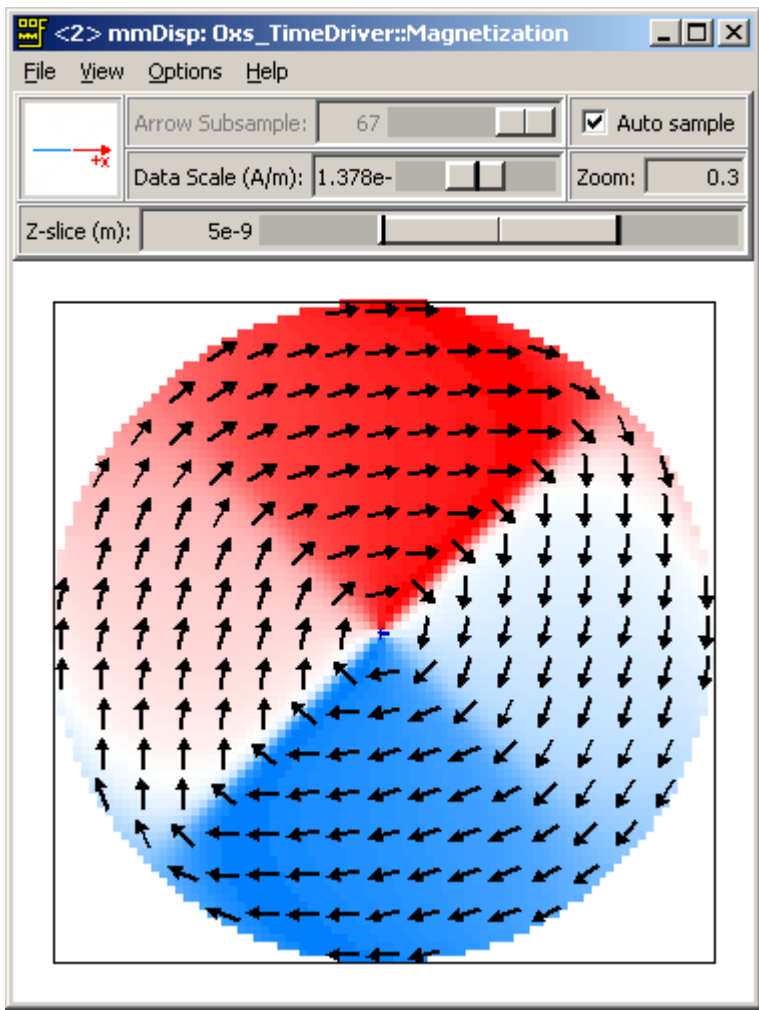 <2> mmDisp: Oxs_TimeDriver::Magnetization
File View Options Help
+x
Arrow Subsample: 67
Auto sample
Data Scale (A/m): 1.378e-
Zoom: 0.3
Z-slice (m): 5e-9